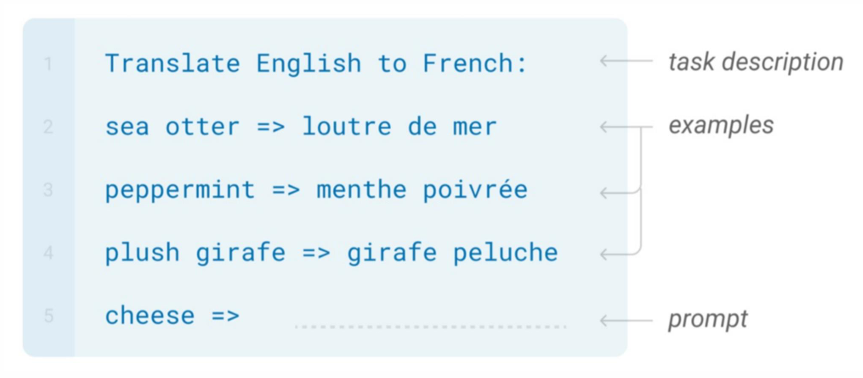 1 Translate English to French: task description
2 sea otter => loutre de mer examples
3 peppermint => menthe poivrée
4 plush girafe => girafe peluche
5 cheese => prompt